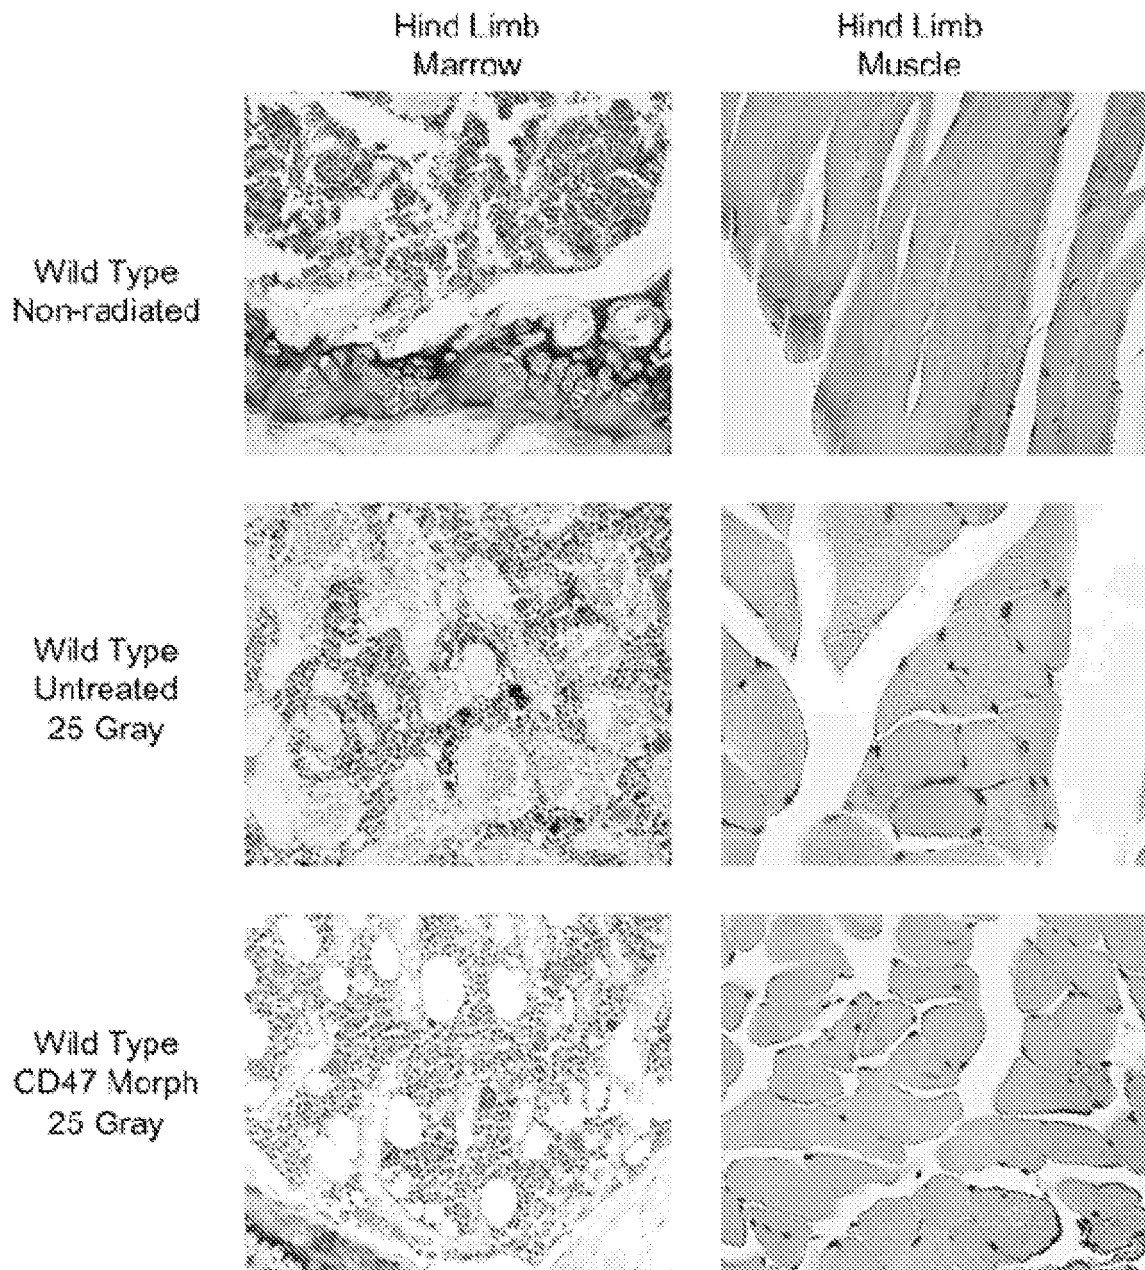 Hind Limb
Marrow
Hind Limb
Muscle
Wild Type
Non-radiated
Wild Type
Untreated
25 Gray
Wild Type
CD47 Morph
25 Gray